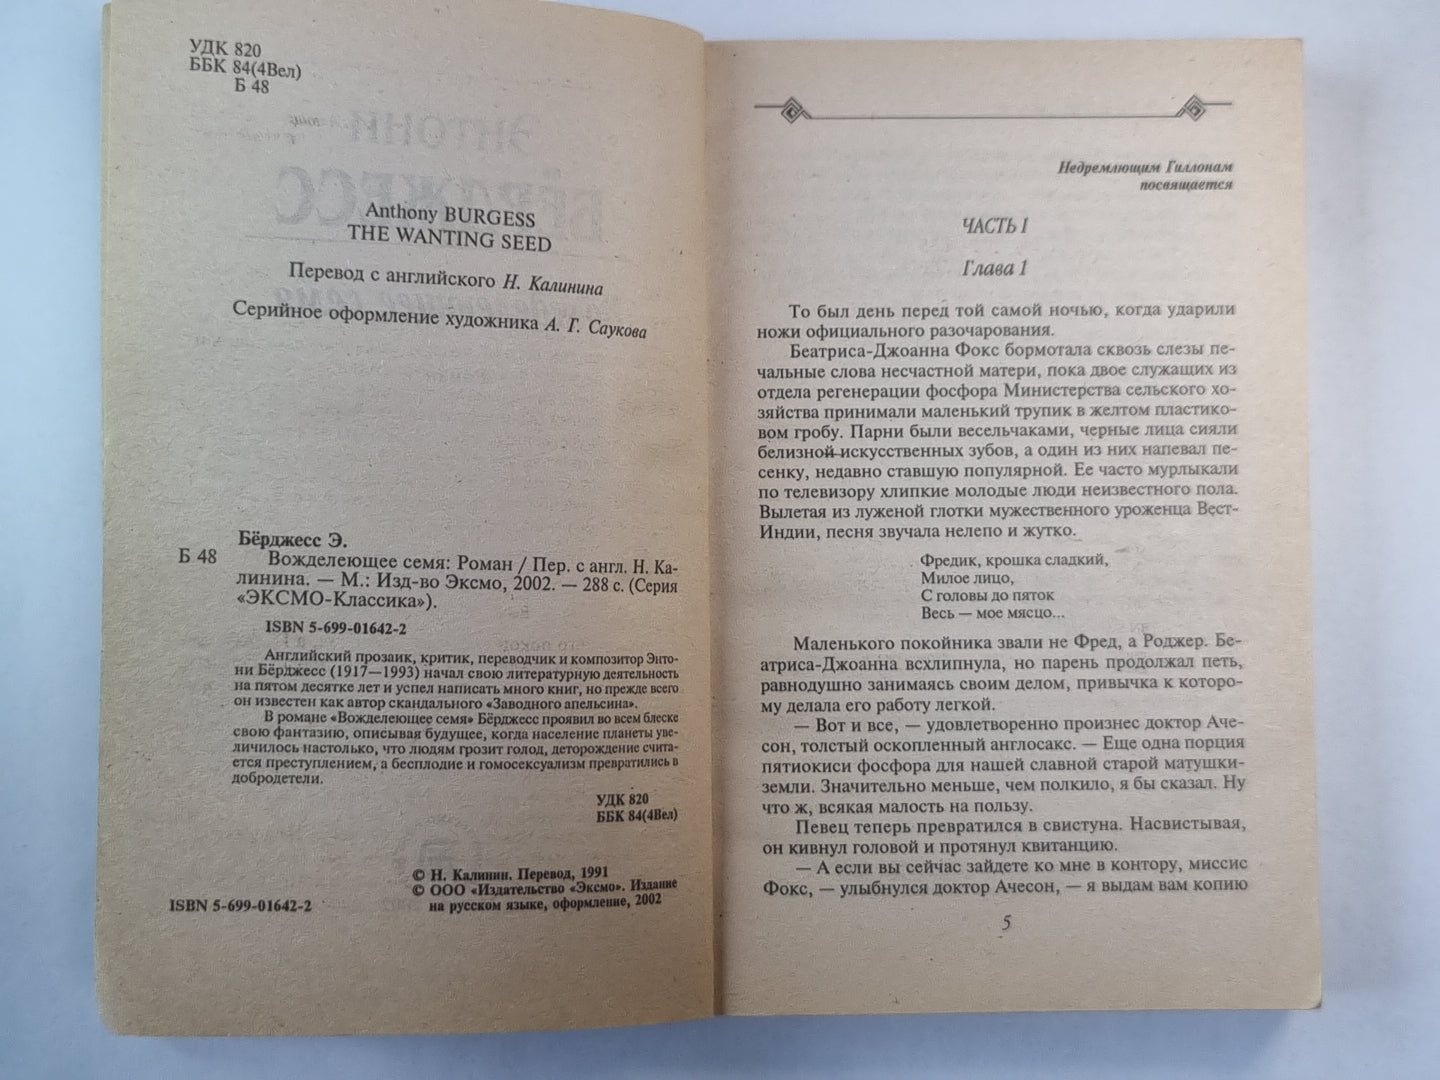 УДК 820
ББК 84(4Вел)
Б 48
Anthony BURGESS
THE WANTING SEED
Перевод с английского Н. Калинина
Серийное оформление художника А. Г. Саукова
Бёрджесс Э.
Б 48
Вожделеющее семя: Роман / Пер. с англ. Н. Ка-
линина. — М.: Изд-во Эксмо, 2002. — 288 с. (Серия
«ЭКСМО-Классика»).
ISBN 5-699-01642-2
Английский прозаик, критик, переводчик и композитор Энто-
ни Бёрджесс (1917—1993) начал свою литературную деятельность
на пятом десятке лет и успел написать много книг, но прежде всего
он известен как автор скандального «Заводного апельсина».
В романе «Вожделеющее семя» Бёрджесс проявил во всем блеске
свою фантазию, описывая будущее, когда население планеты уве-
личилось настолько, что людям грозит голод, деторождение счита-
ется преступлением, а бесплодие и гомосексуализм превратились в
добродетели.
УДК 820
ББК 84(4Вел)
© Н. Калинин. Перевод, 1991
© ООО «Издательство «Эксмо». Издание
на русском языке, оформление, 2002
ISBN 5-699-01642-2
Недремлющим Гиллонам
посвящается
ЧАСТЬ I
Глава 1
То был день перед той самой ночью, когда ударили
ножи официального разочарования.
Беатриса-Джоанна Фокс бормотала сквозь слезы пе-
чальные слова несчастной матери, пока двое служащих из
отдела регенерации фосфора Министерства сельского хо-
зяйства принимали маленький трупик в желтом пластико-
вом гробу. Парни были весельчаками, черные лица сияли
белизной искусственных зубов, а один из них напевал пе-
сенку, недавно ставшую популярной. Ее часто мурлыкали
по телевизору хлипкие молодые люди неизвестного пола.
Вылетая из луженой глотки мужественного уроженца Вест-
Индии, песня звучала нелепо и жутко.
Фредик, крошка сладкий,
Милое лицо,
С головы до пяток
Весь — мое мясцо...
Маленького покойника звали не Фред, а Роджер. Бе-
атриса-Джоанна всхлипнула, но парень продолжал петь,
равнодушно занимаясь своим делом, привычка к которо-
му делала его работу легкой.
— Вот и все, — удовлетворенно произнес доктор Аче-
сон, толстый оскопленный англосакс. — Еще одна порция
пятиокиси фосфора для нашей славной старой матушки-
земли. Значительно меньше, чем полкило, я бы сказал. Ну
что ж, всякая малость на пользу.
Певец теперь превратился в свистуна. Насвистывая,
он кивнул головой и протянул квитанцию.
— А если вы сейчас зайдете ко мне в контору, миссис
Фокс, — улыбнулся доктор Ачесон, — я выдам вам копию
5